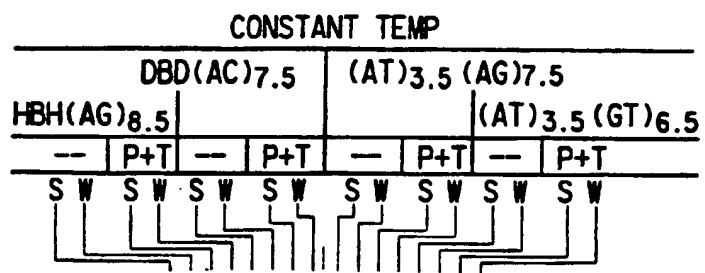 CONSTANT TEMP
DBD(AC)7.5 (AT)3.5 (AG)7.5
HBH(AG)8.5 (AT)3.5 (GT)6.5
-- P+T -- P+T -- P+T -- P+T
S W S W S W S W S W S W S W S W